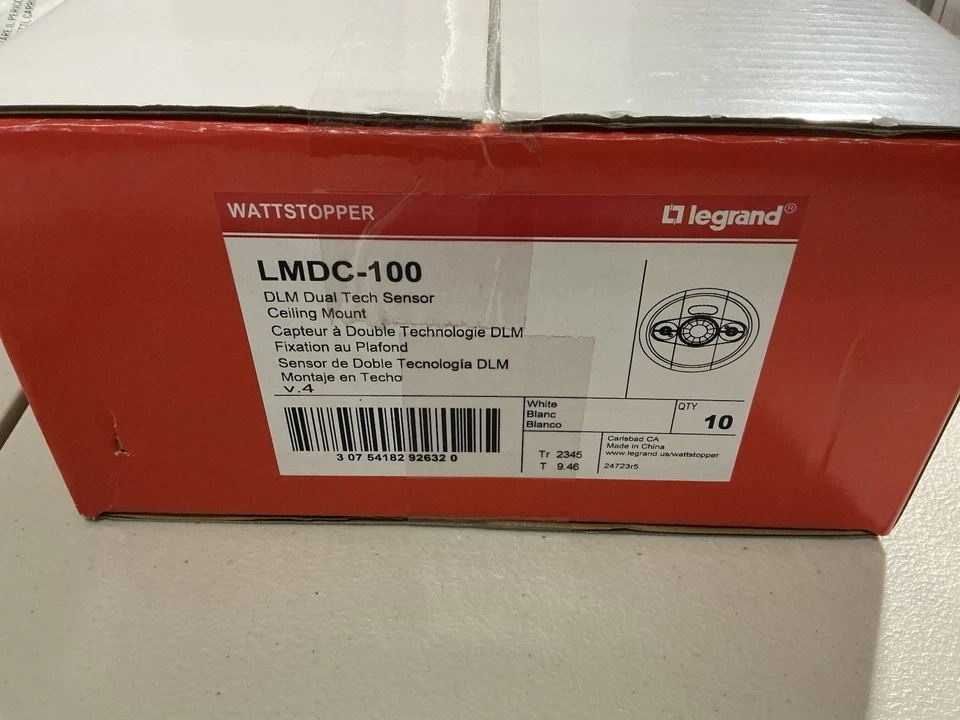 WATTSTOPPER
legrand®
LMDC-100
DLM Dual Tech Sensor
Ceiling Mount
Capteur à Double Technologie DLM
Fixation au Plafond
Sensor de Doble Tecnología DLM
Montaje en Techo
v.4
3 07 54182 92632 0
White
Blanc
Blanco
QTY.
10
Tr 2345
T 9.46
Carlsbad CA
Made in China
www.legrand.us/wattstopper
24723r5